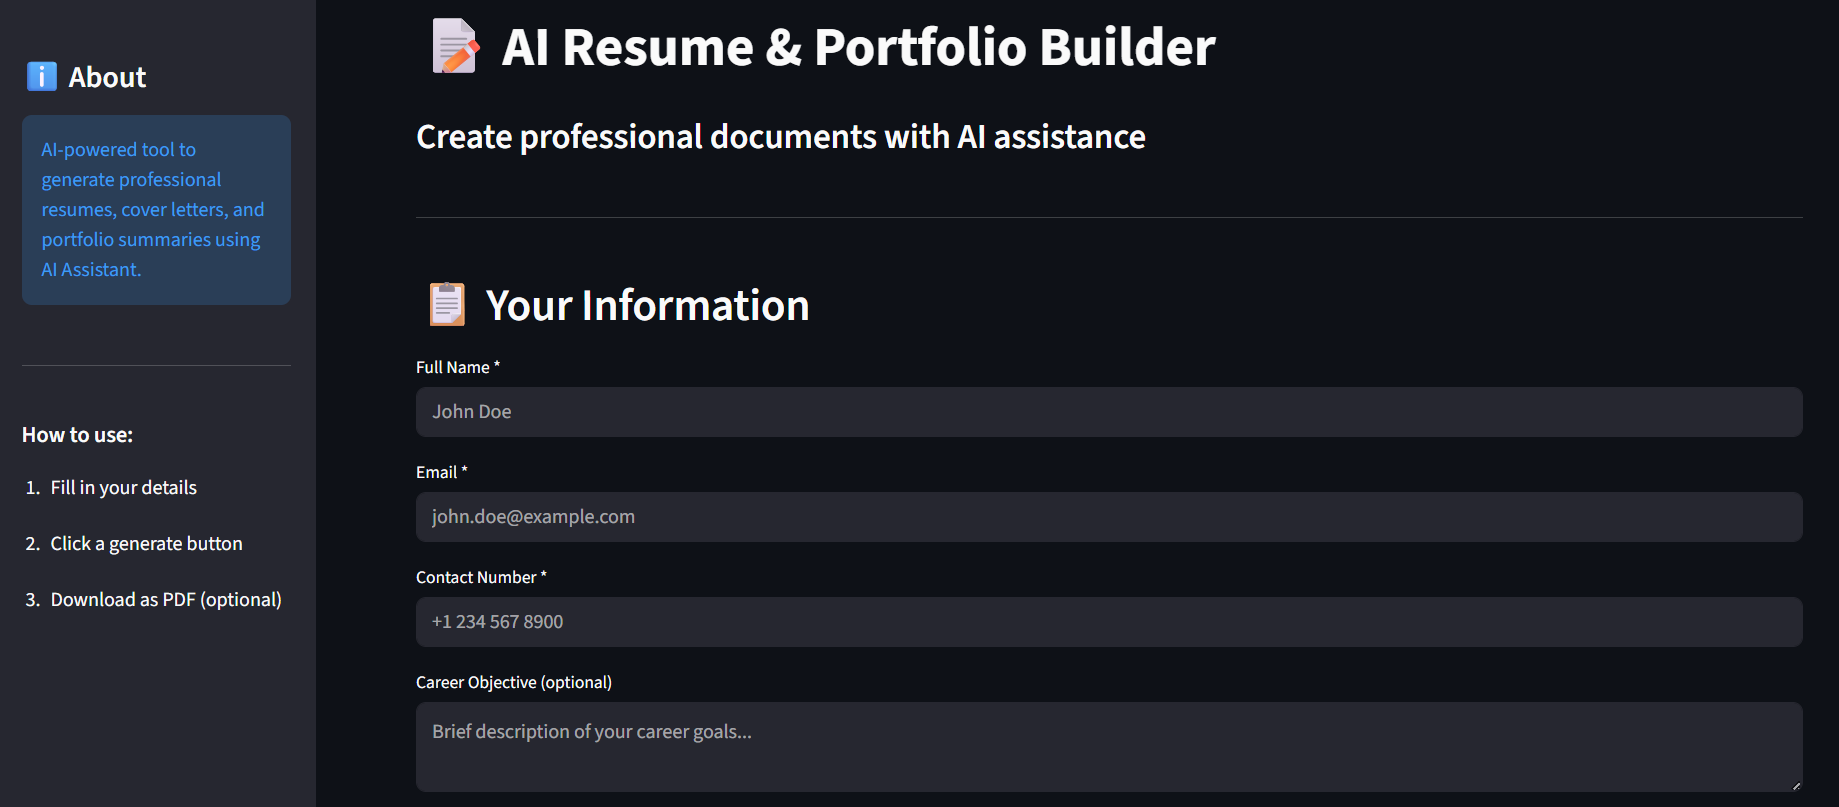 About
AI-powered tool to
generate professional
resumes, cover letters, and
portfolio summaries using
AI Assistant.
How to use:
1. Fill in your details
2. Click a generate button
3. Download as PDF (optional)
AI Resume & Portfolio Builder
Create professional documents with AI assistance
Your Information
Full Name *
John Doe
Email *
john.doe@example.com
Contact Number *
+1 234 567 8900
Career Objective (optional)
Brief description of your career goals...